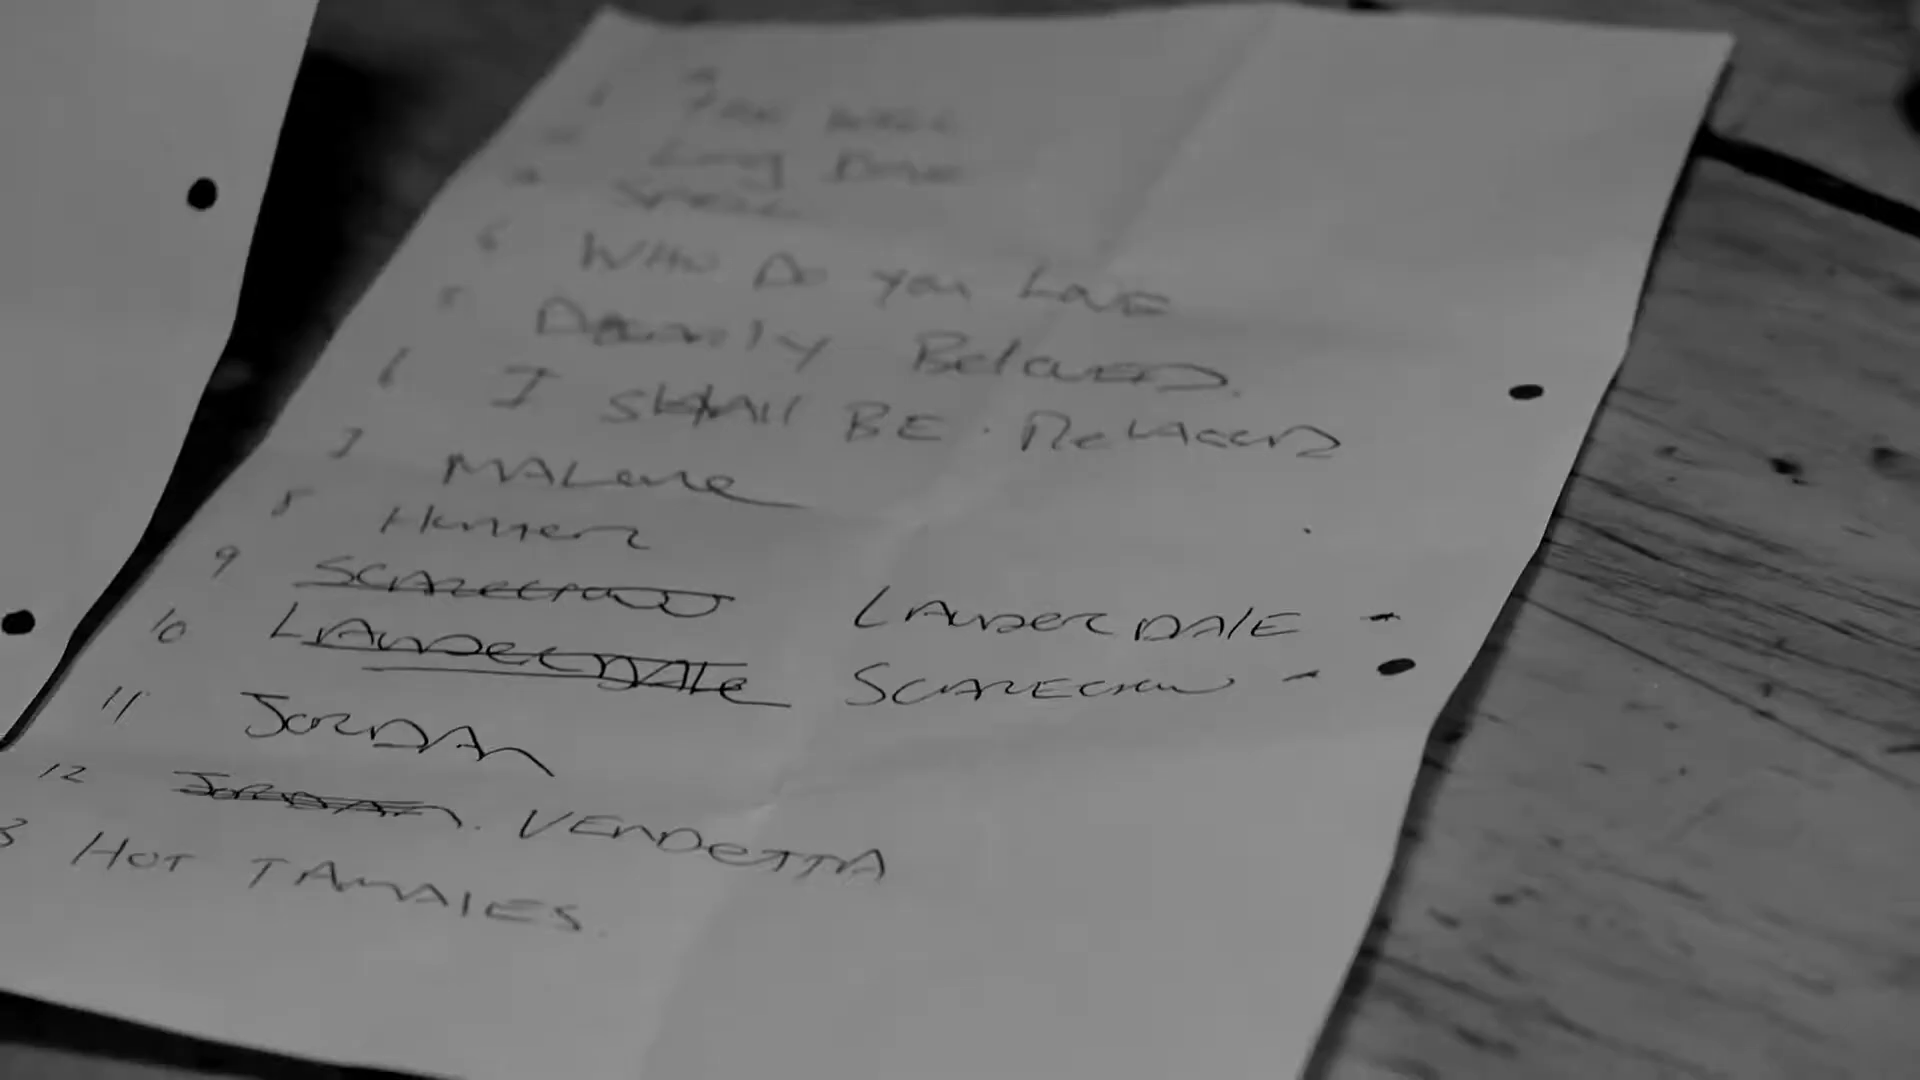 Long Done
6 Who Do You Love
5 Dearly Beloved.
6 I SHAll BE. Released
7 MALone
8 Hunter
9 SCARECROW LAUDERDAlE -
10 LAUDERDALE SCARECROW -
11 JORDAN
12 JORDAN. VENDETTA
3 HOT TAMAlES.